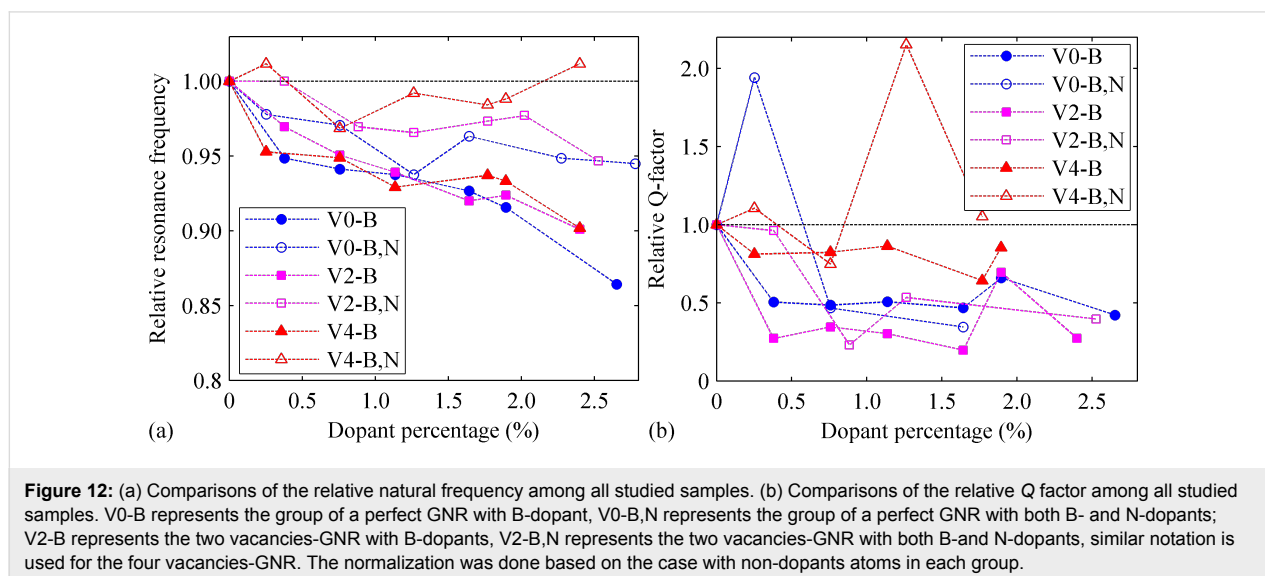 Relative resonance frequency
1.00
0.95
0.90
0.85
0.8
V0-B
V0-B,N
V2-B
V2-B,N
V4-B
V4-B,N
0 0.5 1.0 1.5 2.0 2.5
(a) Dopant percentage (%)
Relative Q-factor
2.0
1.5
1.0
0.5
0
V0-B
V0-B,N
V2-B
V2-B,N
V4-B
V4-B,N
0 0.5 1.0 1.5 2.0 2.5
(b) Dopant percentage (%)
Figure 12: (a) Comparisons of the relative natural frequency among all studied samples. (b) Comparisons of the relative Q factor among all studied
samples. V0-B represents the group of a perfect GNR with B-dopant, V0-B,N represents the group of a perfect GNR with both B- and N-dopants;
V2-B represents the two vacancies-GNR with B-dopants, V2-B,N represents the two vacancies-GNR with both B-and N-dopants, similar notation is
used for the four vacancies-GNR. The normalization was done based on the case with non-dopants atoms in each group.